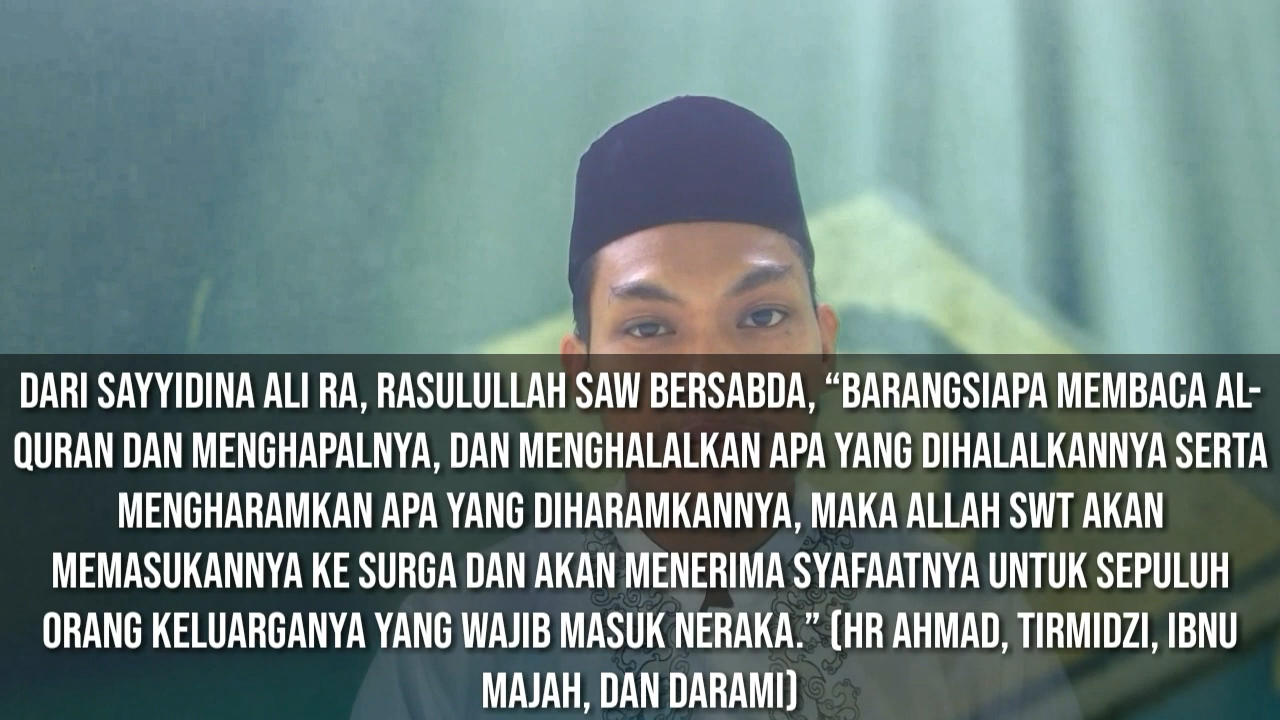 DARI SAYYIDINA ALI RA, RASULULLAH SAW BERSABDA, “BARANGSIAPA MEMBACA AL-
QURAN DAN MENGHAPALNYA, DAN MENGHALALKAN APA YANG DIHALALKANNYA SERTA
MENGHARAMKAN APA YANG DIHARAMKANNYA, MAKA ALLAH SWT AKAN
MEMASUKANNYA KE SURGA DAN AKAN MENERIMA SYAFAATNYA UNTUK SEPULUH
ORANG KELUARGANYA YANG WAJIB MASUK NERAKA.” (HR AHMAD, TIRMIDZI, IBNU
MAJAH, DAN DARAMI)